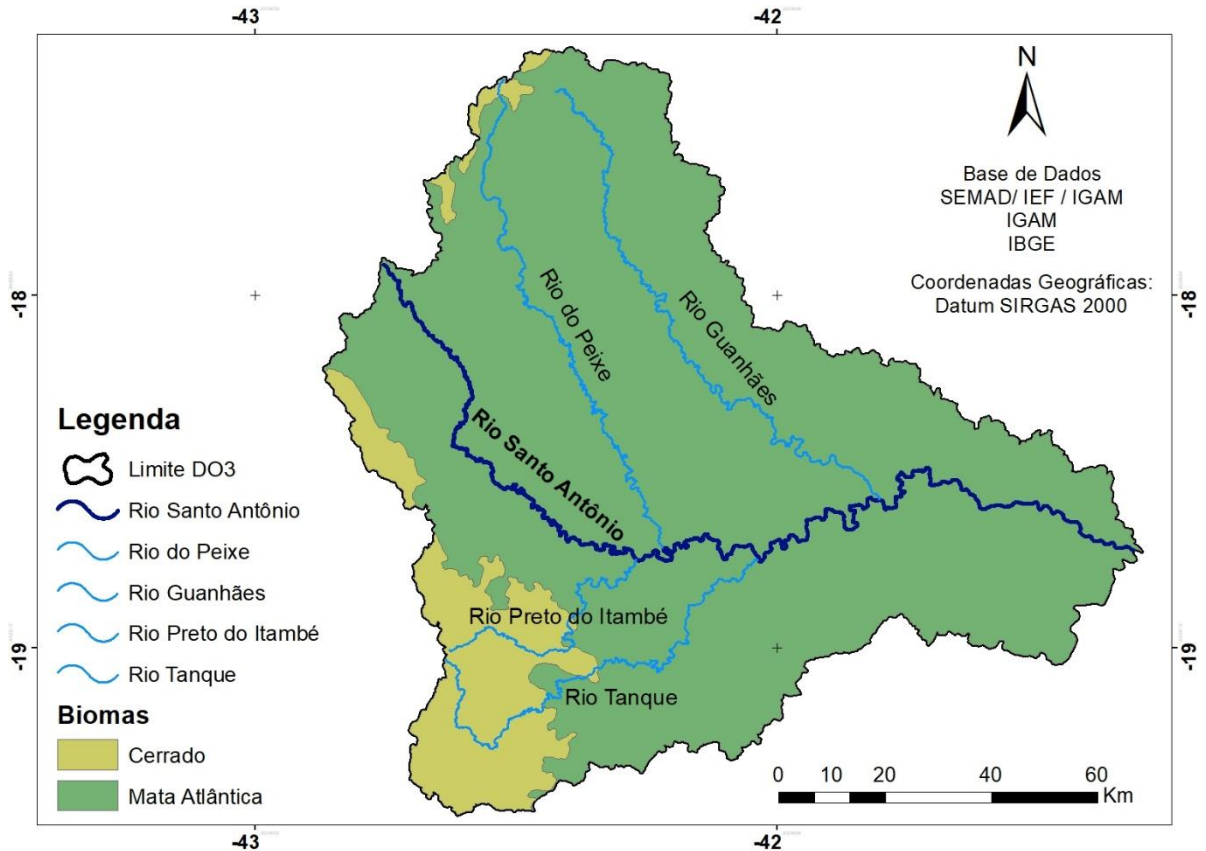 -43
-42
N
Base de Dados
SEMAD/ IEF / IGAM
IGAM
IBGE
Coordenadas Geográficas:
Datum SIRGAS 2000
-18
-18
Rio do Peixe
Rio Guanhães
Rio Santo Antônio
Rio Preto do Itambé
Rio Tanque
Legenda
Limite DO3
Rio Santo Antônio
Rio do Peixe
Rio Guanhães
Rio Preto do Itambé
Rio Tanque
Biomas
Cerrado
Mata Atlântica
-19
-19
0 10 20 40 60
Km
-43
-42